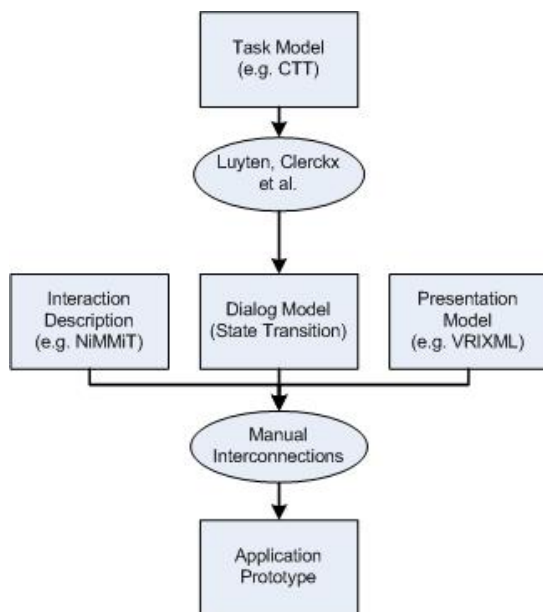 Task Model
(e.g. CTT)
Luyten, Clerckx
et al.
Interaction
Description
(e.g. NiMMiT)
Dialog Model
(State Transition)
Presentation
Model
(e.g. VRIXML)
Manual
Interconnections
Application
Prototype